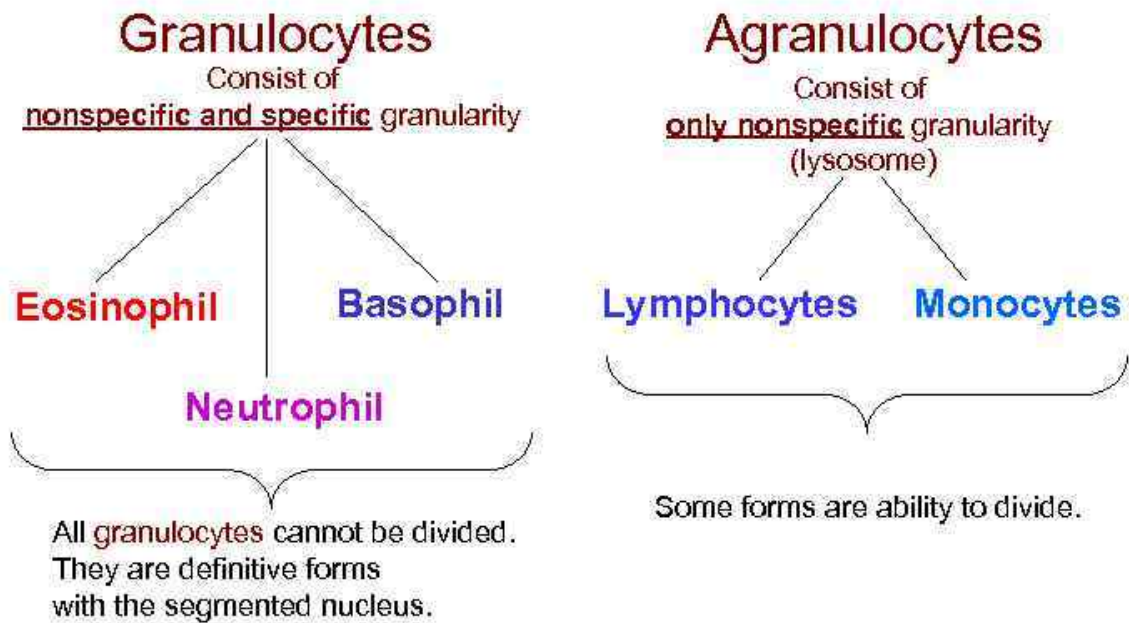 Granulocytes
Consist of
nonspecific and specific granularity
Eosinophil
Basophil
Neutrophil
All granulocytes cannot be divided.
They are definitive forms
with the segmented nucleus.
Agranulocytes
Consist of
only nonspecific granularity
(lysosome)
Lymphocytes
Monocytes
Some forms are ability to divide.